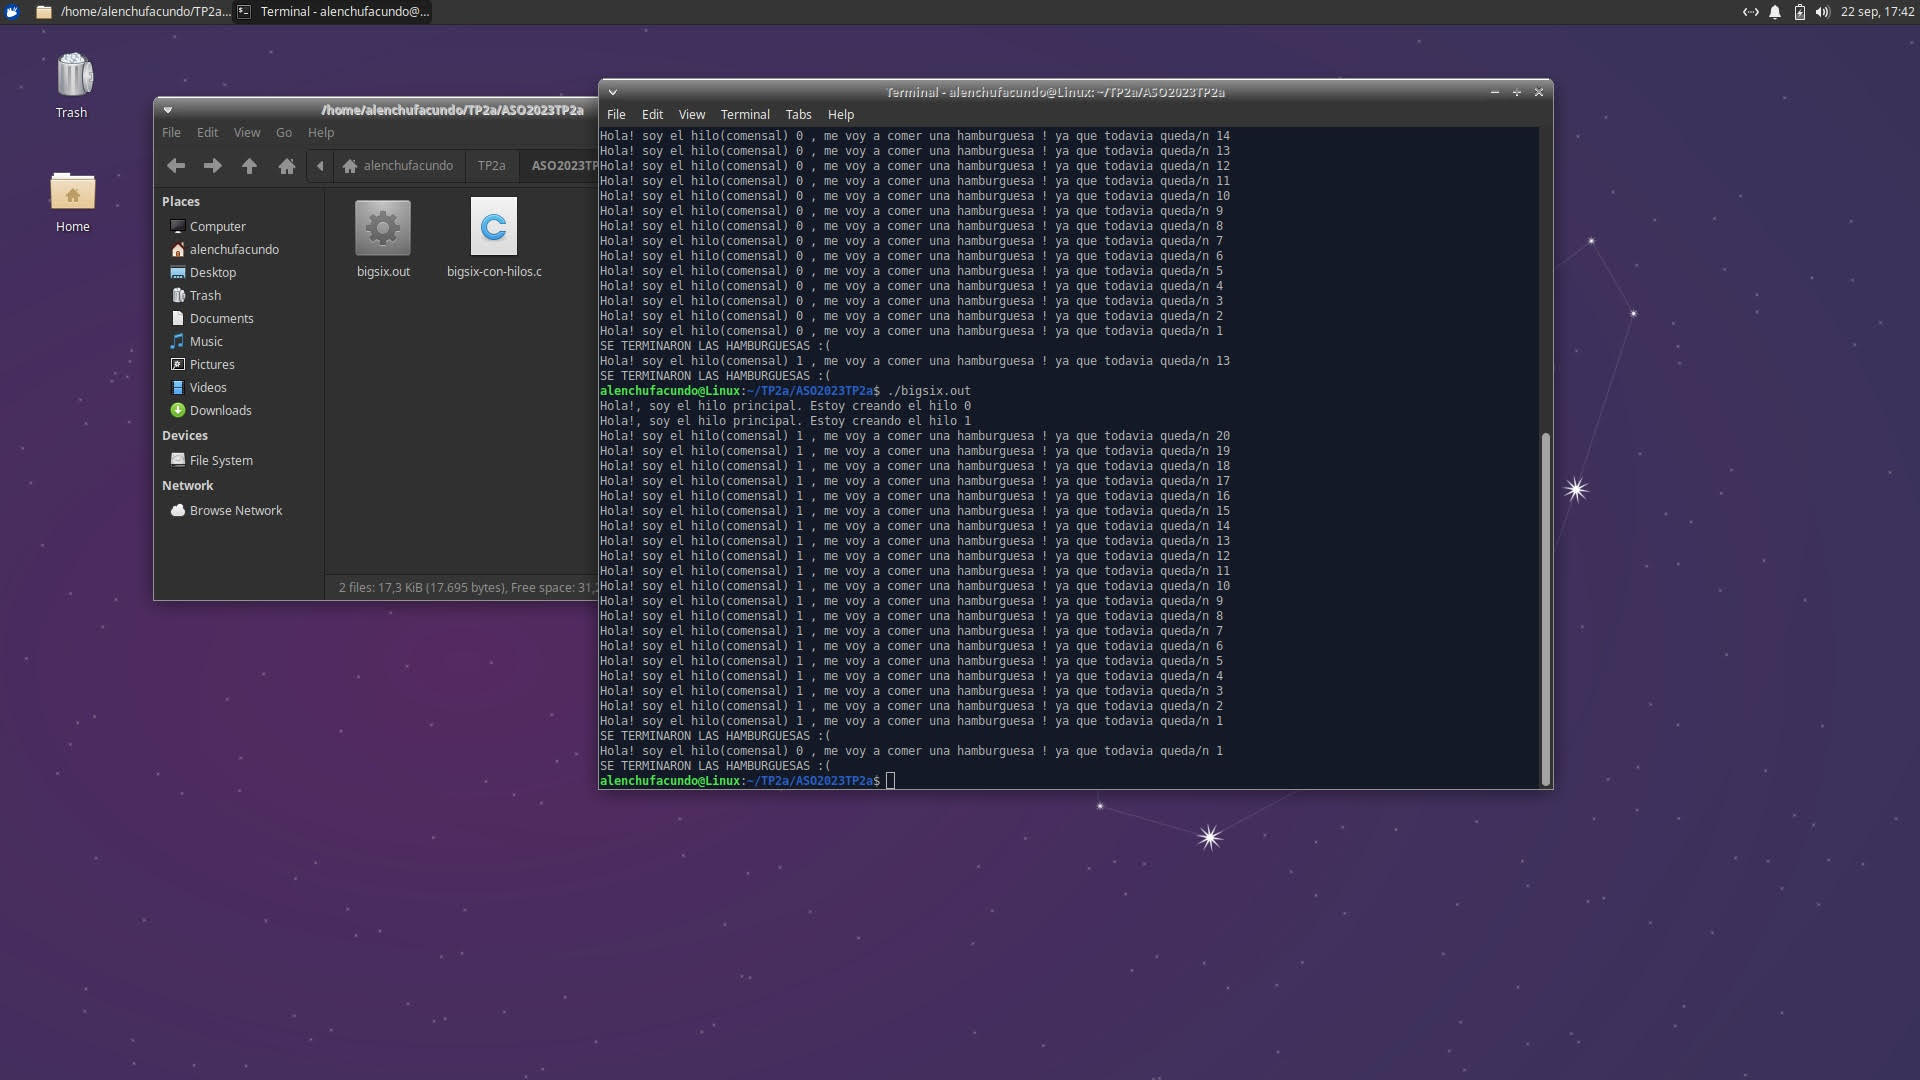 /home/alenchufacundo/TP2a...
Terminal - alenchufacundo@...
22 sep, 17:42
Trash
Home
/home/alenchufacundo/TP2a/ASO2023TP2a
File Edit View Go Help
alenchufacundo TP2a ASO2023TP
Places
Computer
alenchufacundo
Desktop
Trash
Documents
Music
Pictures
Videos
Downloads
Devices
File System
Network
Browse Network
bigsix.out
bigsix-con-hilos.c
2 files: 17,3 KiB (17.695 bytes), Free space: 31,
Terminal - alenchufacundo@Linux: ~/TP2a/ASO2023TP2a
File Edit View Terminal Tabs Help
Hola! soy el hilo(comensal) 0 , me voy a comer una hamburguesa ! ya que todavia queda/n 14
Hola! soy el hilo(comensal) 0 , me voy a comer una hamburguesa ! ya que todavia queda/n 13
Hola! soy el hilo(comensal) 0 , me voy a comer una hamburguesa ! ya que todavia queda/n 12
Hola! soy el hilo(comensal) 0 , me voy a comer una hamburguesa ! ya que todavia queda/n 11
Hola! soy el hilo(comensal) 0 , me voy a comer una hamburguesa ! ya que todavia queda/n 10
Hola! soy el hilo(comensal) 0 , me voy a comer una hamburguesa ! ya que todavia queda/n 9
Hola! soy el hilo(comensal) 0 , me voy a comer una hamburguesa ! ya que todavia queda/n 8
Hola! soy el hilo(comensal) 0 , me voy a comer una hamburguesa ! ya que todavia queda/n 7
Hola! soy el hilo(comensal) 0 , me voy a comer una hamburguesa ! ya que todavia queda/n 6
Hola! soy el hilo(comensal) 0 , me voy a comer una hamburguesa ! ya que todavia queda/n 5
Hola! soy el hilo(comensal) 0 , me voy a comer una hamburguesa ! ya que todavia queda/n 4
Hola! soy el hilo(comensal) 0 , me voy a comer una hamburguesa ! ya que todavia queda/n 3
Hola! soy el hilo(comensal) 0 , me voy a comer una hamburguesa ! ya que todavia queda/n 2
Hola! soy el hilo(comensal) 0 , me voy a comer una hamburguesa ! ya que todavia queda/n 1
SE TERMINARON LAS HAMBURGUESAS :(
Hola! soy el hilo(comensal) 1 , me voy a comer una hamburguesa ! ya que todavia queda/n 13
SE TERMINARON LAS HAMBURGUESAS :(
alenchufacundo@Linux:~/TP2a/ASO2023TP2a$ ./bigsix.out
Hola!, soy el hilo principal. Estoy creando el hilo 0
Hola!, soy el hilo principal. Estoy creando el hilo 1
Hola! soy el hilo(comensal) 1 , me voy a comer una hamburguesa ! ya que todavia queda/n 20
Hola! soy el hilo(comensal) 1 , me voy a comer una hamburguesa ! ya que todavia queda/n 19
Hola! soy el hilo(comensal) 1 , me voy a comer una hamburguesa ! ya que todavia queda/n 18
Hola! soy el hilo(comensal) 1 , me voy a comer una hamburguesa ! ya que todavia queda/n 17
Hola! soy el hilo(comensal) 1 , me voy a comer una hamburguesa ! ya que todavia queda/n 16
Hola! soy el hilo(comensal) 1 , me voy a comer una hamburguesa ! ya que todavia queda/n 15
Hola! soy el hilo(comensal) 1 , me voy a comer una hamburguesa ! ya que todavia queda/n 14
Hola! soy el hilo(comensal) 1 , me voy a comer una hamburguesa ! ya que todavia queda/n 13
Hola! soy el hilo(comensal) 1 , me voy a comer una hamburguesa ! ya que todavia queda/n 12
Hola! soy el hilo(comensal) 1 , me voy a comer una hamburguesa ! ya que todavia queda/n 11
Hola! soy el hilo(comensal) 1 , me voy a comer una hamburguesa ! ya que todavia queda/n 10
Hola! soy el hilo(comensal) 1 , me voy a comer una hamburguesa ! ya que todavia queda/n 9
Hola! soy el hilo(comensal) 1 , me voy a comer una hamburguesa ! ya que todavia queda/n 8
Hola! soy el hilo(comensal) 1 , me voy a comer una hamburguesa ! ya que todavia queda/n 7
Hola! soy el hilo(comensal) 1 , me voy a comer una hamburguesa ! ya que todavia queda/n 6
Hola! soy el hilo(comensal) 1 , me voy a comer una hamburguesa ! ya que todavia queda/n 5
Hola! soy el hilo(comensal) 1 , me voy a comer una hamburguesa ! ya que todavia queda/n 4
Hola! soy el hilo(comensal) 1 , me voy a comer una hamburguesa ! ya que todavia queda/n 3
Hola! soy el hilo(comensal) 1 , me voy a comer una hamburguesa ! ya que todavia queda/n 2
Hola! soy el hilo(comensal) 1 , me voy a comer una hamburguesa ! ya que todavia queda/n 1
SE TERMINARON LAS HAMBURGUESAS :(
Hola! soy el hilo(comensal) 0 , me voy a comer una hamburguesa ! ya que todavia queda/n 1
SE TERMINARON LAS HAMBURGUESAS :(
alenchufacundo@Linux:~/TP2a/ASO2023TP2a$